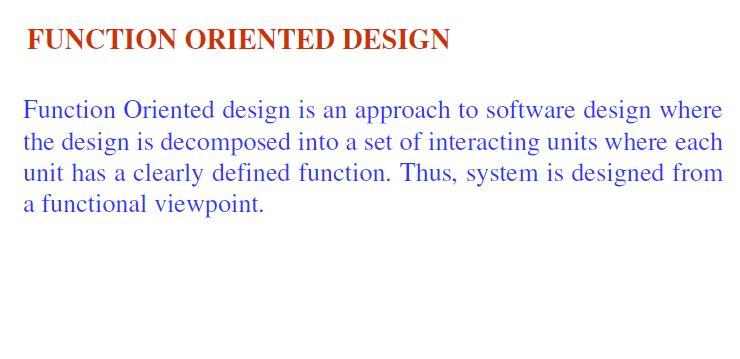 FUNCTION ORIENTED DESIGN
Function Oriented design is an approach to software design where
the design is decomposed into a set of interacting units where each
unit has a clearly defined function. Thus, system is designed from
a functional viewpoint.